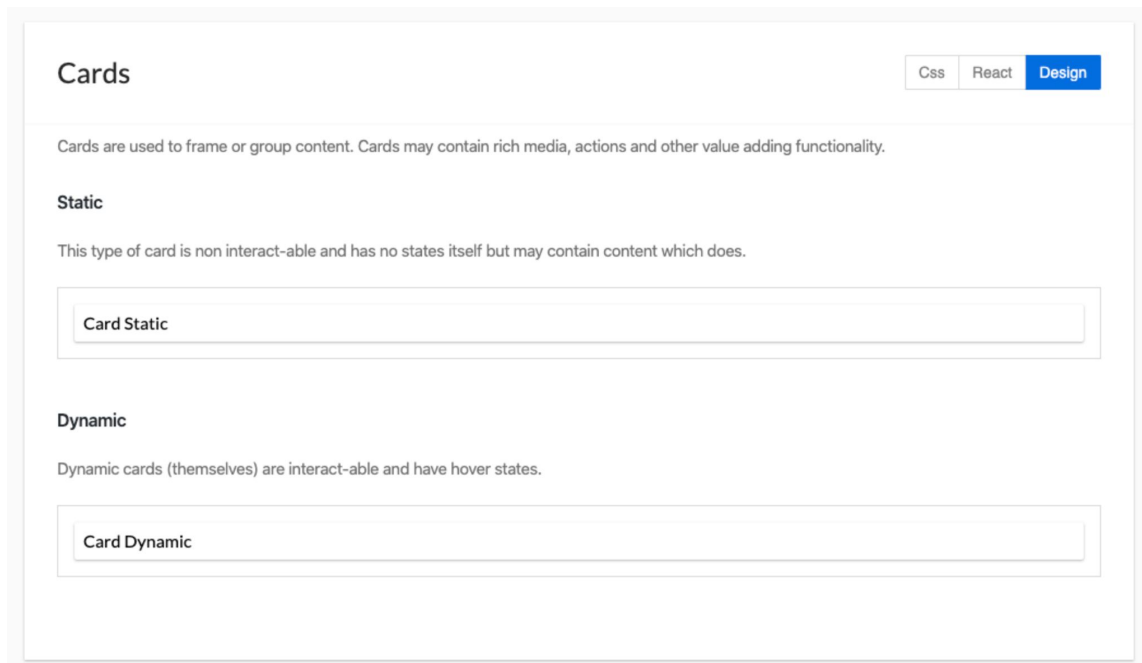 Cards
Css React Design
Cards are used to frame or group content. Cards may contain rich media, actions and other value adding functionality.
Static
This type of card is non interact-able and has no states itself but may contain content which does.
Card Static
Dynamic
Dynamic cards (themselves) are interact-able and have hover states.
Card Dynamic